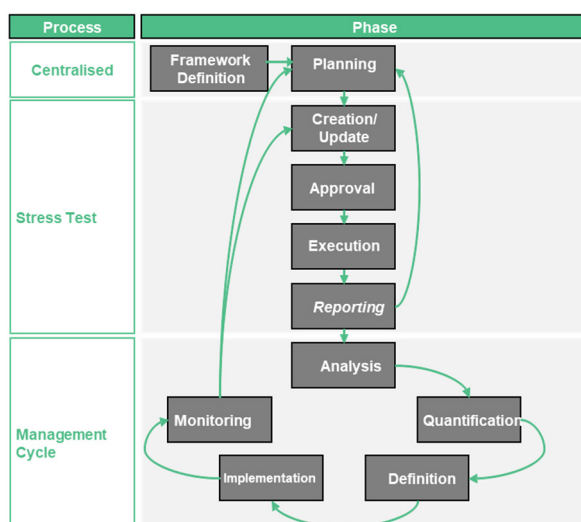 Process
Phase
Centralised
Framework
Definition
Planning
Stress Test
Creation/
Update
Approval
Execution
Reporting
Management
Cycle
Analysis
Monitoring
Quantification
Implementation
Definition